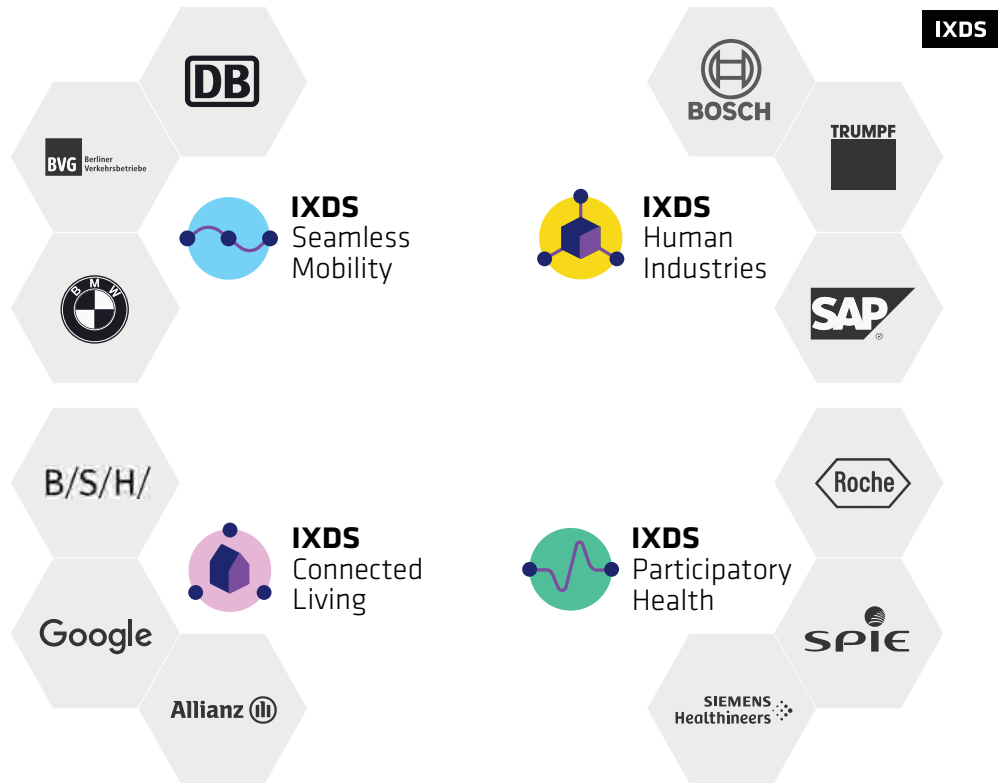 IXDS
DB
BVG Berliner
Verkehrsbetriebe
BMW
IXDS
Seamless
Mobility
BOSCH
TRUMPF
SAP
®
IXDS
Human
Industries
B/S/H/
Google
Allianz
IXDS
Connected
Living
Roche
SPIE
SIEMENS
Healthineers
IXDS
Participatory
Health